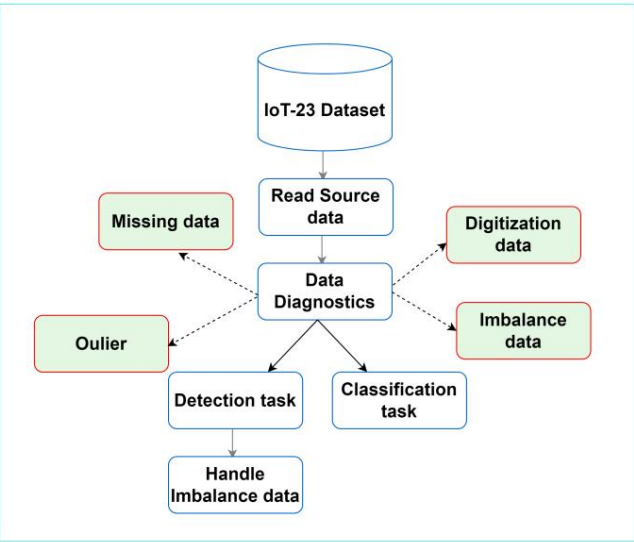 IoT-23 Dataset
Read Source
data
Missing data
Digitization
data
Data
Diagnostics
Oulier
Imbalance
data
Detection task
Classification
task
Handle
Imbalance data